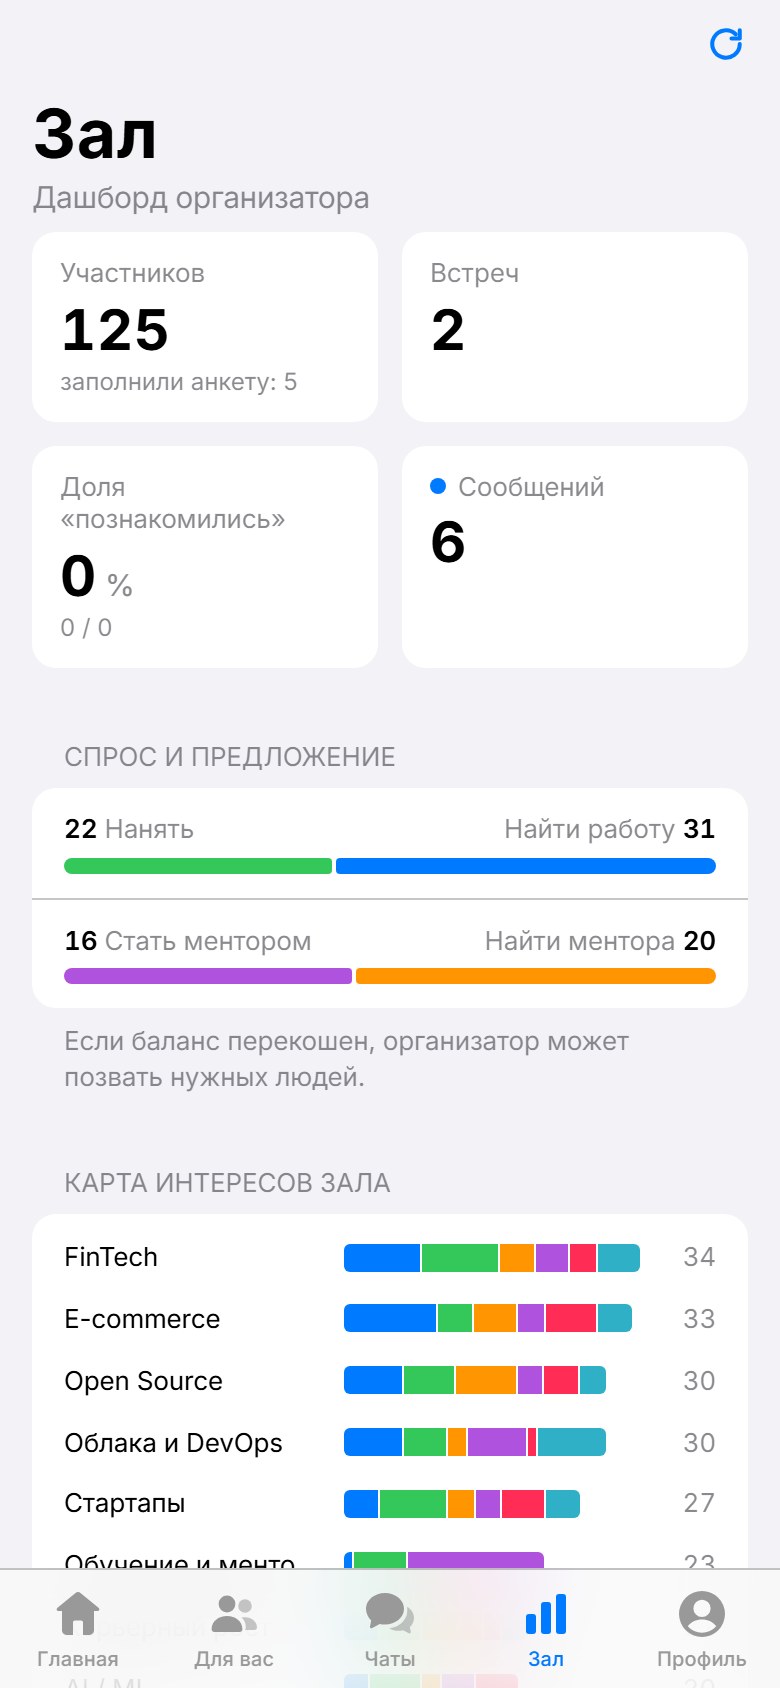 Зал
Дашборд организатора
Участников
125
заполнили анкету: 5
Встреч
2
Доля
«познакомились»
0 %
0 / 0
Сообщений
6
СПРОС И ПРЕДЛОЖЕНИЕ
22 Нанять
Найти работу 31
16 Стать ментором
Найти ментора 20
Если баланс перекошен, организатор может
позвать нужных людей.
КАРТА ИНТЕРЕСОВ ЗАЛА
FinTech 34
E-commerce 33
Open Source 30
Облака и DevOps 30
Стартапы 27
Обучение и менто 23
Главная
Для вас
Чаты
Зал
Профиль